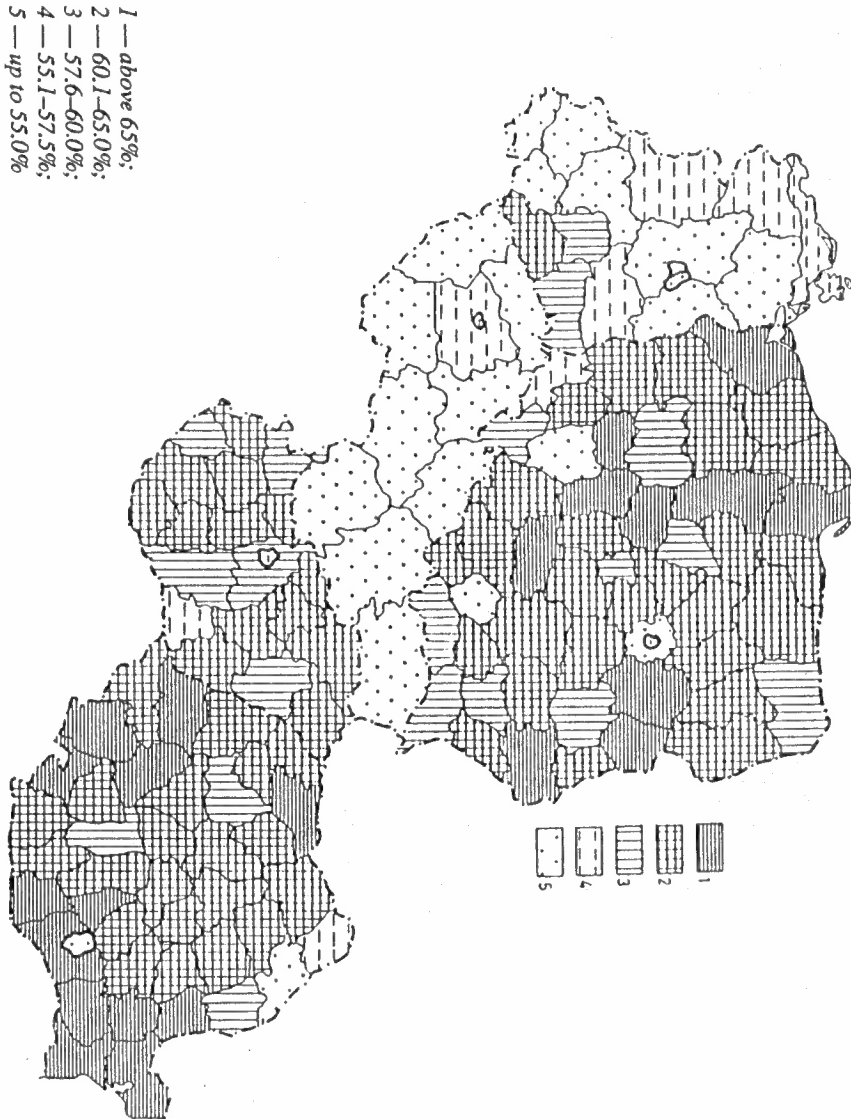 1 — above 65%;
2 — 60.1–65.0%;
3 — 57.6–60.0%;
4 — 55.1–57.5%;
5 — up to 55.0%
1
2
3
4
5